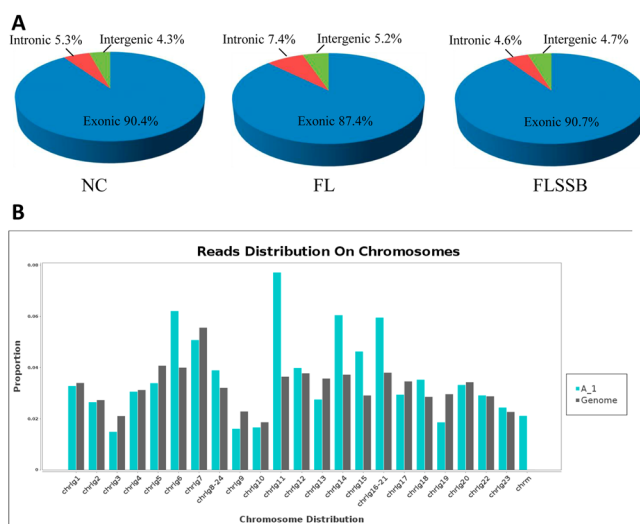 A
Intronic 5.3% Intergenic 4.3%
Exonic 90.4%
NC
Intronic 7.4% Intergenic 5.2%
Exonic 87.4%
FL
Intronic 4.6% Intergenic 4.7%
Exonic 90.7%
FLSSB
B
Reads Distribution On Chromosomes
Proportion
0.08
0.06
0.04
0.02
0
chrlg1
chrlg2
chrlg3
chrlg4
chrlg5
chrlg6
chrlg7
chrlg8-24
chrlg9
chrlg10
chrlg11
chrlg12
chrlg13
chrlg14
chrlg15
chrlg16-21
chrlg17
chrlg18
chrlg19
chrlg20
chrlg22
chrlg23
chrm
Chromosome Distribution
A_1
Genome